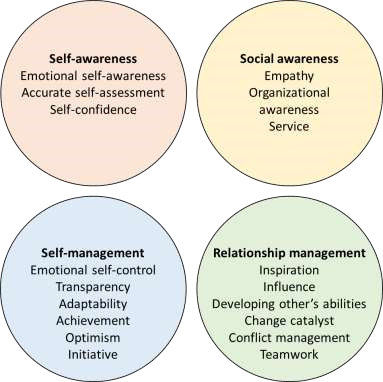 Self-awareness
Emotional self-awareness
Accurate self-assessment
Self-confidence
Social awareness
Empathy
Organizational
awareness
Service
Self-management
Emotional self-control
Transparency
Adaptability
Achievement
Optimism
Initiative
Relationship management
Inspiration
Influence
Developing other's abilities
Change catalyst
Conflict management
Teamwork